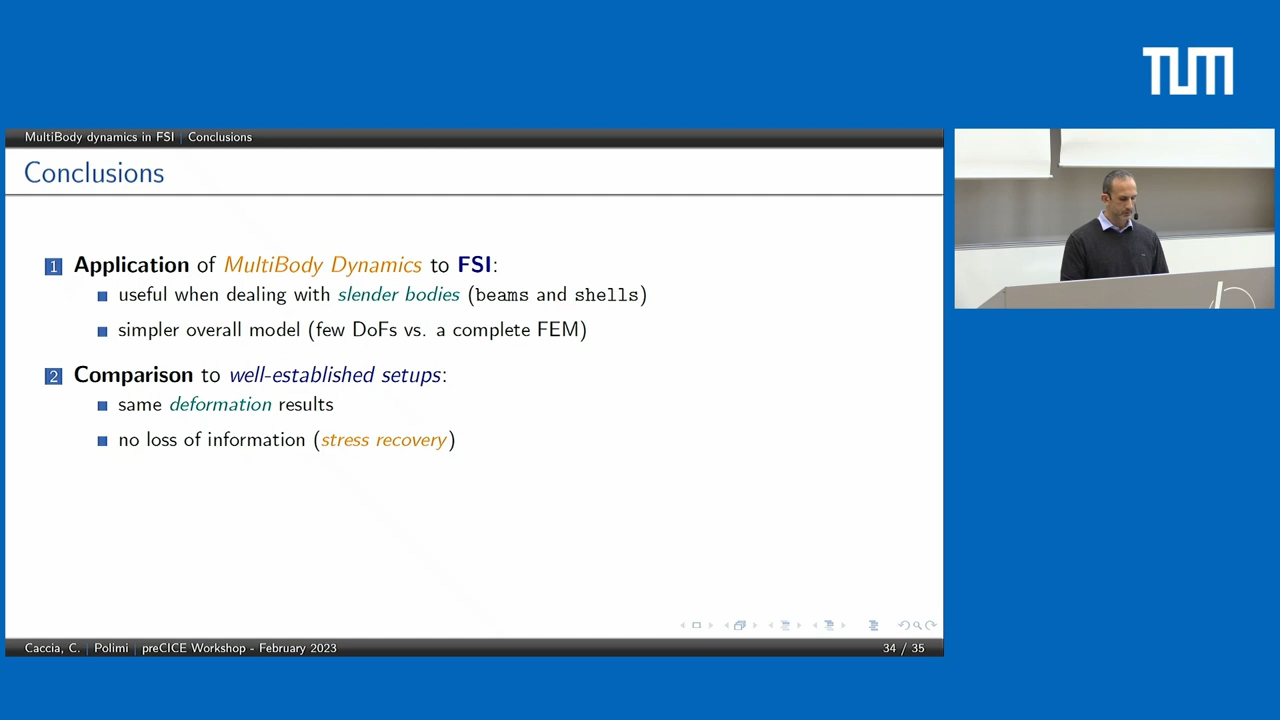 TUM
MultiBody dynamics in FSI | Conclusions
Conclusions
1 Application of MultiBody Dynamics to FSI:
useful when dealing with slender bodies (beams and shells)
simpler overall model (few DoFs vs. a complete FEM)
2 Comparison to well-established setups:
same deformation results
no loss of information (stress recovery)
Caccia, C. | Polimi | preCICE Workshop - February 2023
34 / 35